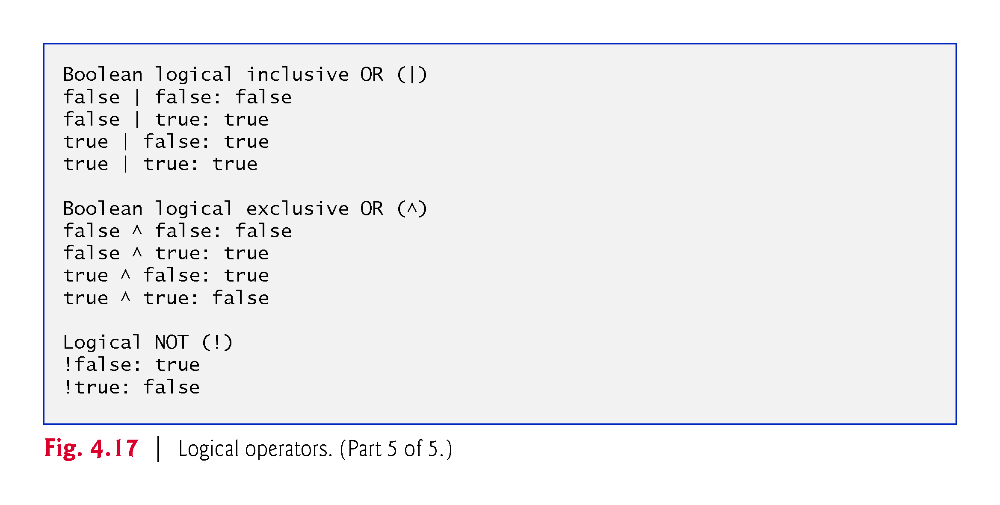 Boolean logical inclusive OR (|)
false | false: false
false | true: true
true | false: true
true | true: true
Boolean logical exclusive OR (^)
false ^ false: false
false ^ true: true
true ^ false: true
true ^ true: false
Logical NOT (!)
!false: true
!true: false
Fig. 4.17 | Logical operators. (Part 5 of 5.)